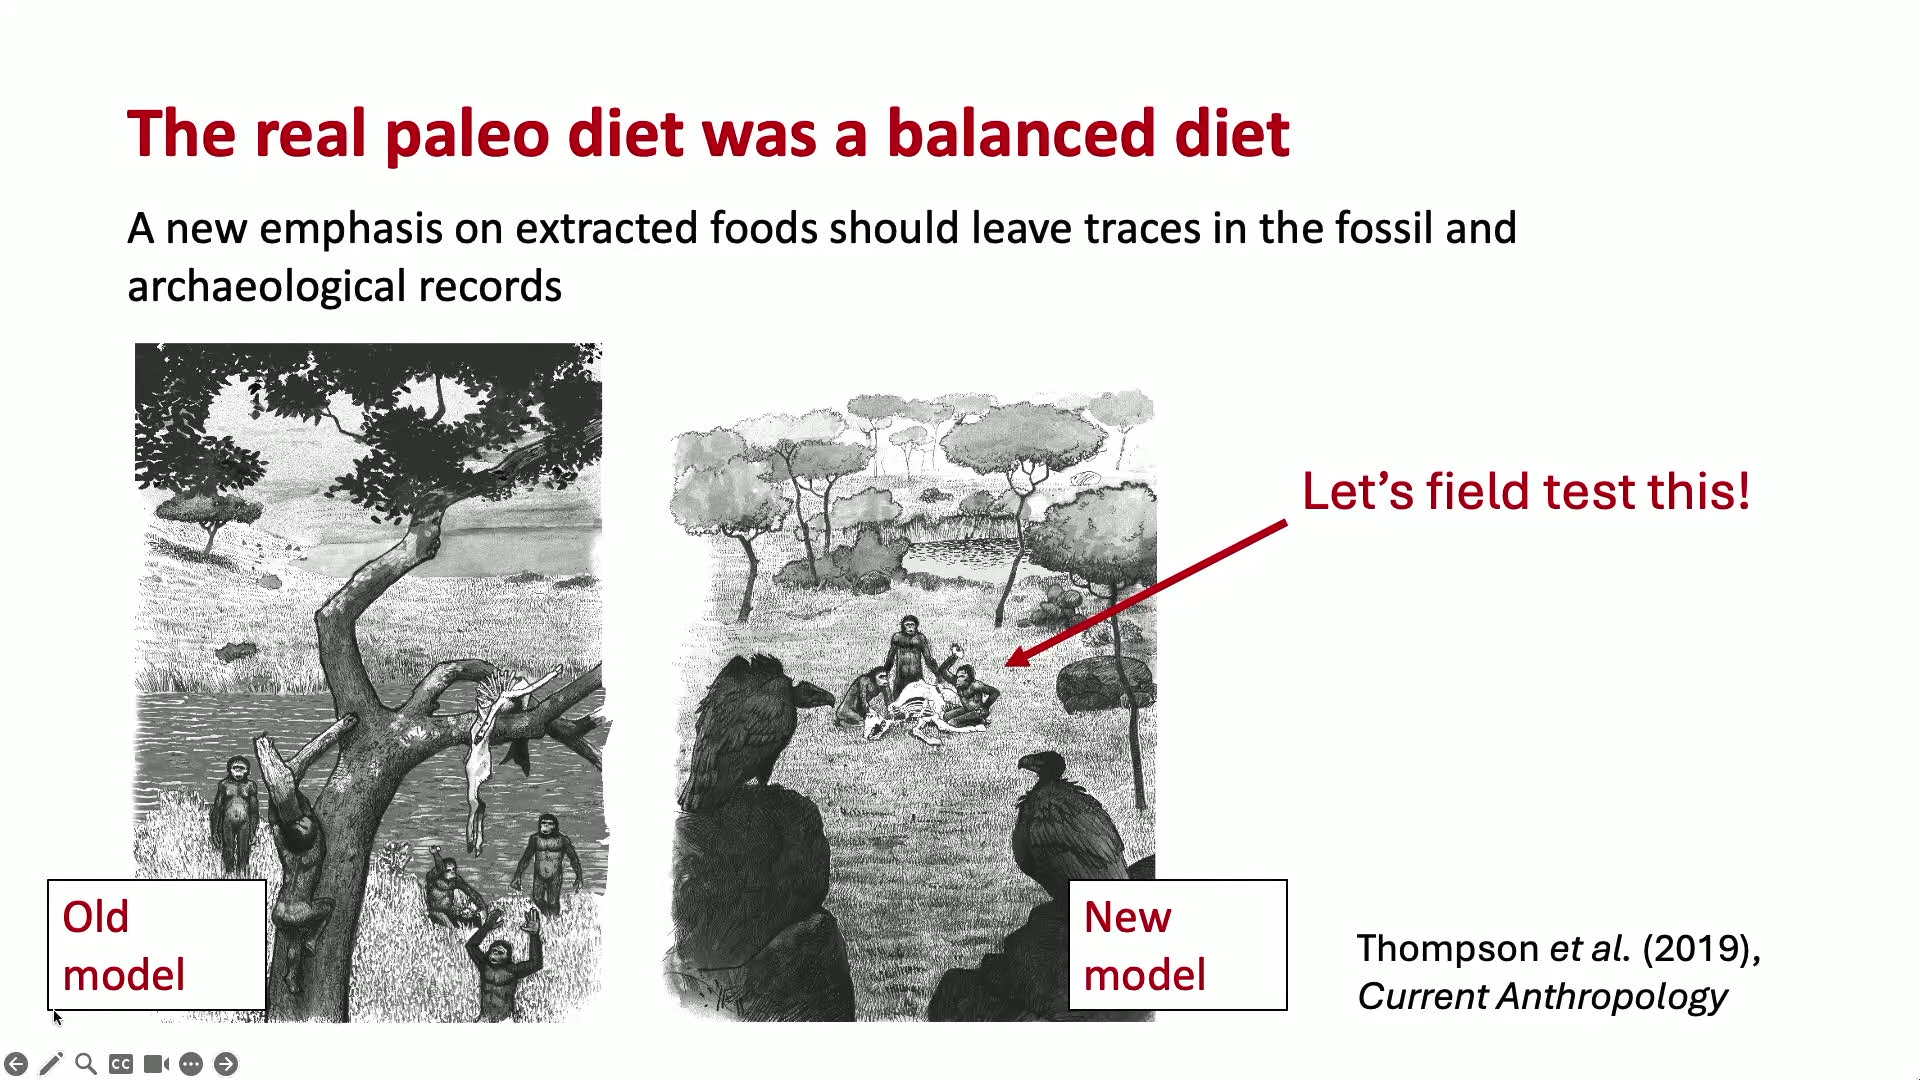 The real paleo diet was a balanced diet
A new emphasis on extracted foods should leave traces in the fossil and
archaeological records
Let’s field test this!
Old
model
New
model
Thompson et al. (2019),
Current Anthropology
CC